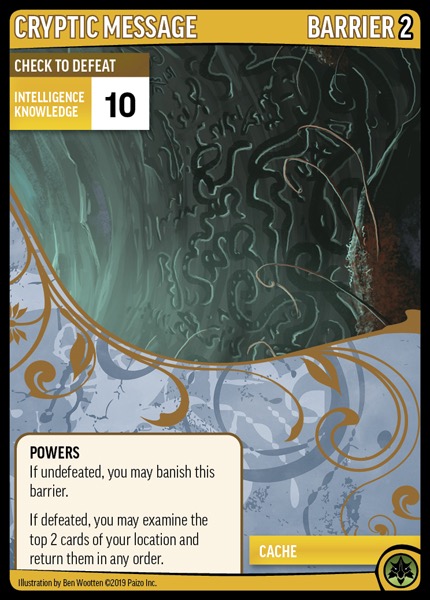 CRYPTIC MESSAGE BARRIER 2
CHECK TO DEFEAT
INTELLIGENCE
KNOWLEDGE
10
POWERS
If undefeated, you may banish this
barrier.
If defeated, you may examine the
top 2 cards of your location and
return them in any order.
CACHE
Illustration by Ben Wootten ©2019 Paizo Inc.